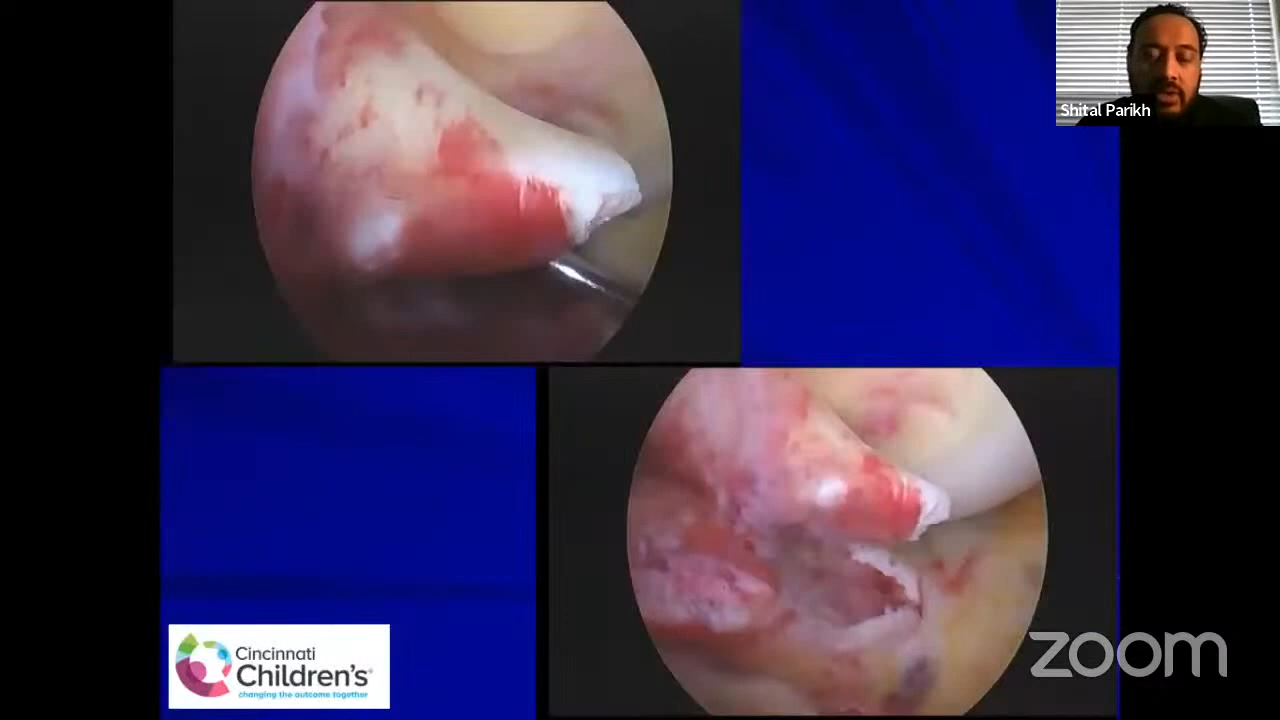 Shital Parikh
Cincinnati
Children's
changing the outcome together
zoom